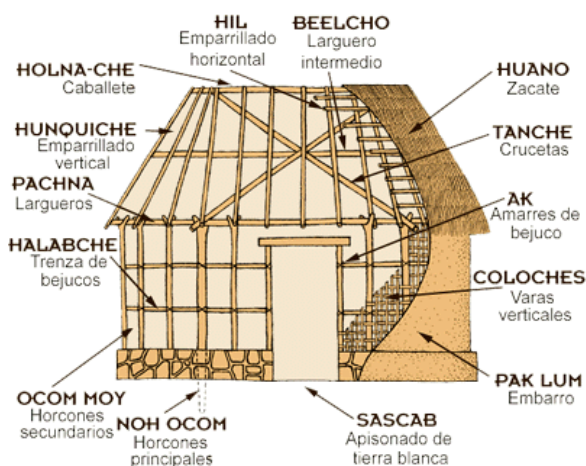 HIL
Emparrillado
horizontal
BEELCHO
Larguero
intermedio
HOLNA-CHE
Caballete
HUANO
Zacate
HUNQUICHE
Emparrillado
vertical
TANCHE
Crucetas
PACHNA
Largueros
AK
Amarres de
bejuco
HALABCHE
Trenza de
bejucos
COLOCHES
Varas
verticales
PAK LUM
Embarro
OCOM MOY
Horcones
secundarios
NOH OCOM
Horcones
principales
SASCAB
Apisonado de
tierra blanca